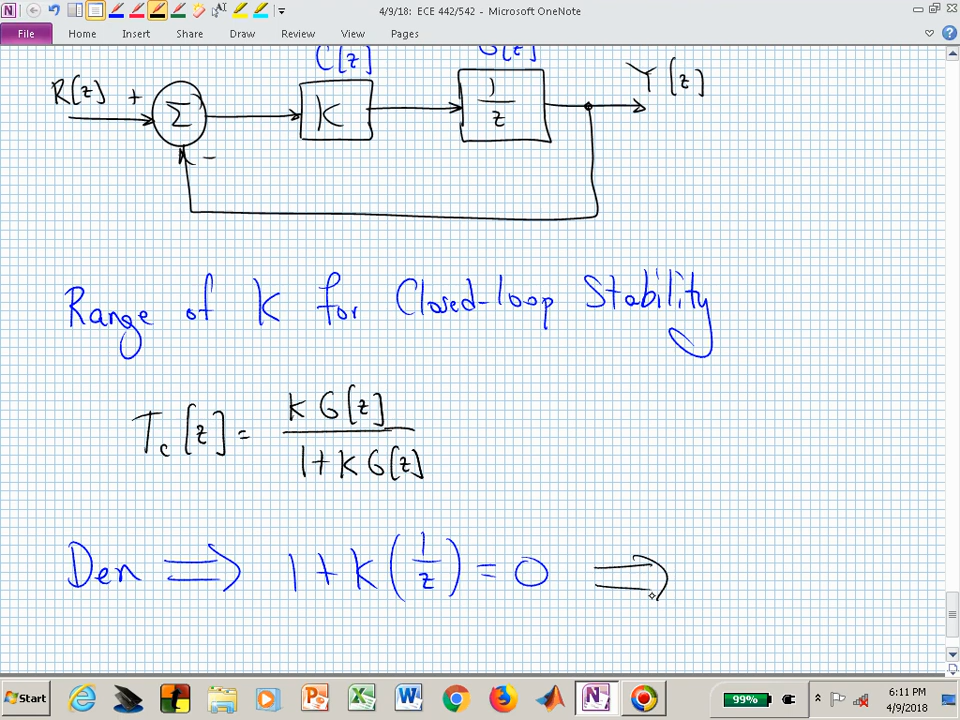 4/9/18: ECE 442/542 - Microsoft OneNote
File Home Insert Share Draw Review View Pages
C[z] G[z]
R[z] + Σ K 1/z Y[z]
−
Range of K for Closed-loop Stability
Tc[z] = K G[z] / 1+K G[z]
Den ⟹ 1 + K (1/z) = 0 ⟹
Start 99% 6:11 PM
4/9/2018